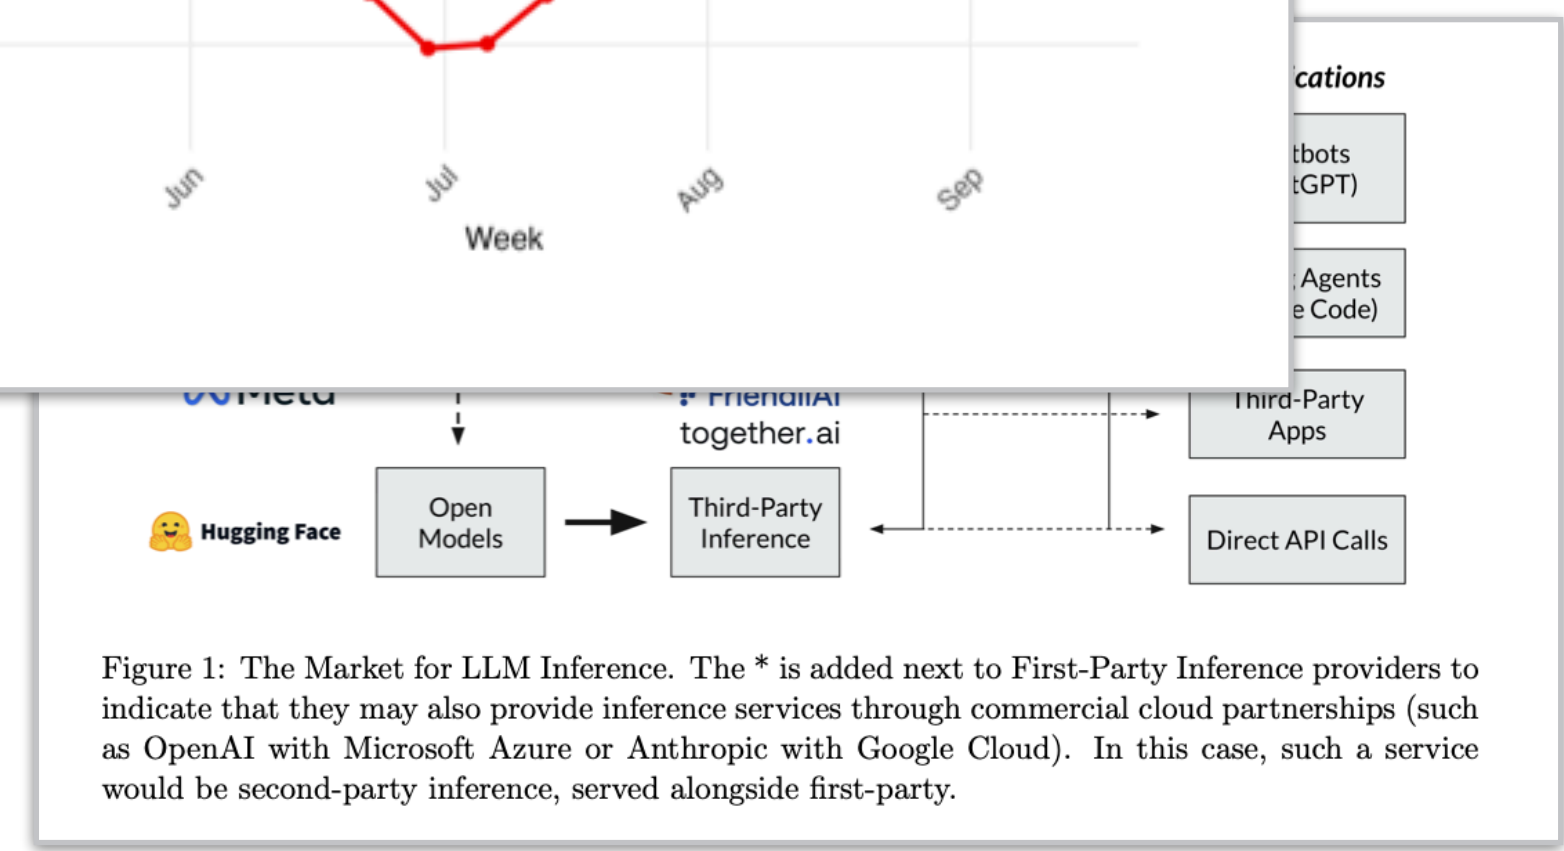 Jun
Jul
Aug
Sep
Week
cations
tbots
tGPT)
Agents
e Code)
Meta
FriendliAI
together.ai
Third-Party
Apps
Open
Models
Third-Party
Inference
Hugging Face
Direct API Calls
Figure 1: The Market for LLM Inference. The * is added next to First-Party Inference providers to
indicate that they may also provide inference services through commercial cloud partnerships (such
as OpenAI with Microsoft Azure or Anthropic with Google Cloud). In this case, such a service
would be second-party inference, served alongside first-party.